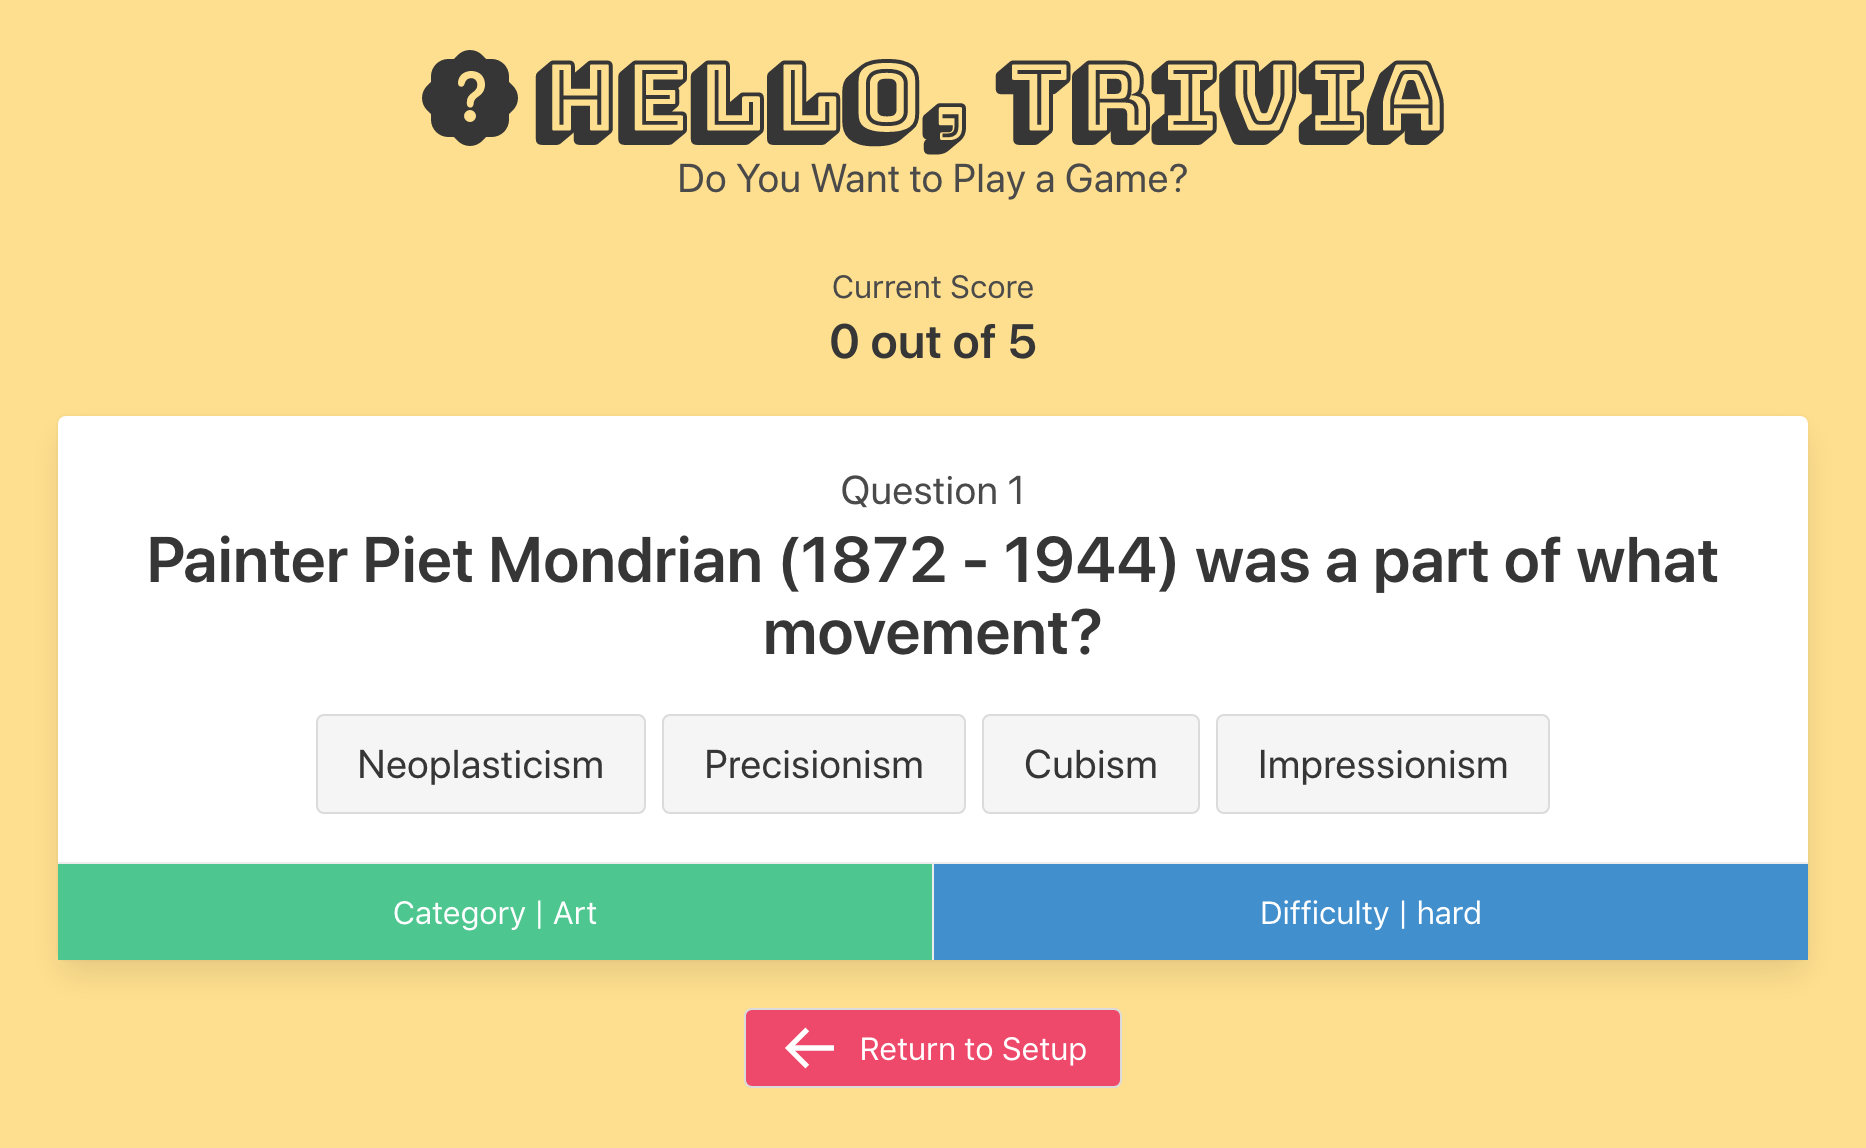 HELLO, TRIVIA
Do You Want to Play a Game?
Current Score
0 out of 5
Question 1
Painter Piet Mondrian (1872 - 1944) was a part of what
movement?
Neoplasticism
Precisionism
Cubism
Impressionism
Category | Art
Difficulty | hard
Return to Setup